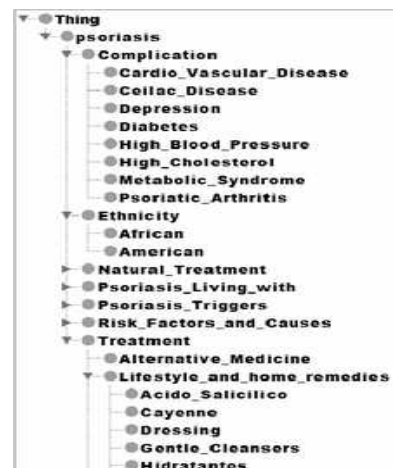 Thing
psoriasis
Complication
Cardio_Vascular_Disease
Ceilac_Disease
Depression
Diabetes
High_Blood_Pressure
High_Cholesterol
Metabolic_Syndrome
Psoriatic_Arthritis
Ethnicity
African
American
Natural_Treatment
Psoriasis_Living_with
Psoriasis_Triggers
Risk_Factors_and_Causes
Treatment
Alternative_Medicine
Lifestyle_and_home_remedies
Acido_Salicilico
Cayenne
Dressing
Gentle_Cleansers
Hidratantos